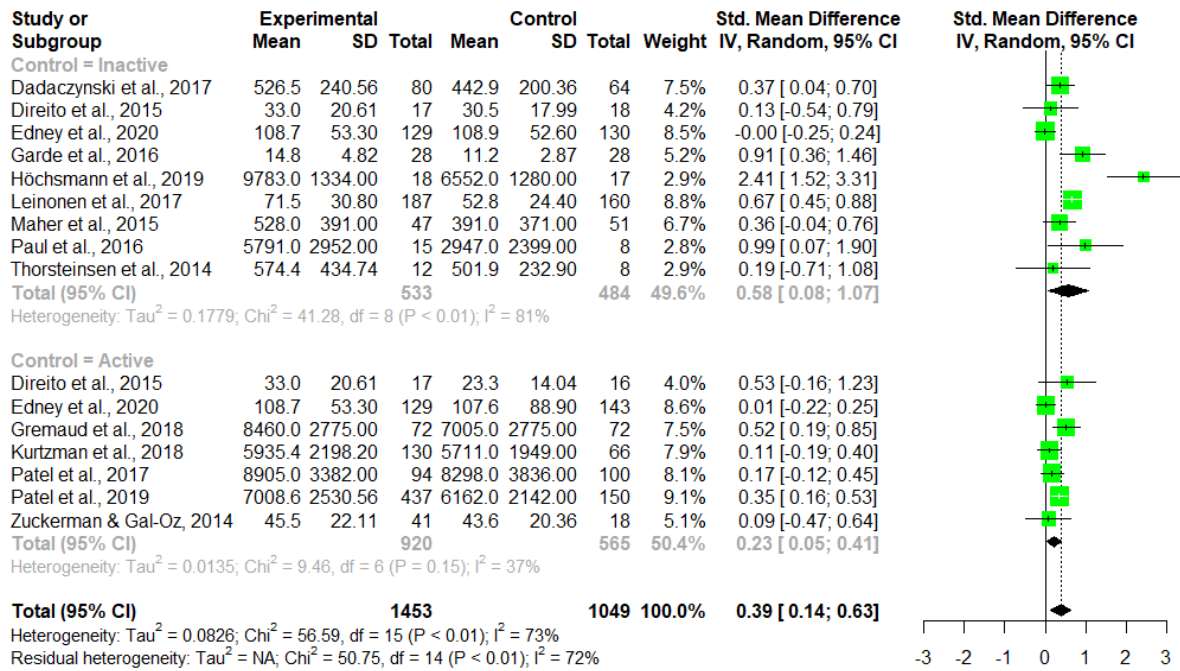 Study or Experimental Control Std. Mean Difference Std. Mean Difference
Subgroup Mean SD Total Mean SD Total Weight IV, Random, 95% CI IV, Random, 95% CI
Control = Inactive
Dadaczynski et al., 2017 526.5 240.56 80 442.9 200.36 64 7.5% 0.37 [ 0.04; 0.70]
Direito et al., 2015 33.0 20.61 17 30.5 17.99 18 4.2% 0.13 [-0.54; 0.79]
Edney et al., 2020 108.7 53.30 129 108.9 52.60 130 8.5% -0.00 [-0.25; 0.24]
Garde et al., 2016 14.8 4.82 28 11.2 2.87 28 5.2% 0.91 [ 0.36; 1.46]
Höchsmann et al., 2019 9783.0 1334.00 18 6552.0 1280.00 17 2.9% 2.41 [ 1.52; 3.31]
Leinonen et al., 2017 71.5 30.80 187 52.8 24.40 160 8.8% 0.67 [ 0.45; 0.88]
Maher et al., 2015 528.0 391.00 47 391.0 371.00 51 6.7% 0.36 [-0.04; 0.76]
Paul et al., 2016 5791.0 2952.00 15 2947.0 2399.00 8 2.8% 0.99 [ 0.07; 1.90]
Thorsteinsen et al., 2014 574.4 434.74 12 501.9 232.90 8 2.9% 0.19 [-0.71; 1.08]
Total (95% CI) 533 484 49.6% 0.58 [ 0.08; 1.07]
Heterogeneity: Tau² = 0.1779; Chi² = 41.28, df = 8 (P < 0.01); I² = 81%
Control = Active
Direito et al., 2015 33.0 20.61 17 23.3 14.04 16 4.0% 0.53 [-0.16; 1.23]
Edney et al., 2020 108.7 53.30 129 107.6 88.90 143 8.6% 0.01 [-0.22; 0.25]
Gremaud et al., 2018 8460.0 2775.00 72 7005.0 2775.00 72 7.5% 0.52 [ 0.19; 0.85]
Kurtzman et al., 2018 5935.4 2198.20 130 5711.0 1949.00 66 7.9% 0.11 [-0.19; 0.40]
Patel et al., 2017 8905.0 3382.00 94 8298.0 3836.00 100 8.1% 0.17 [-0.12; 0.45]
Patel et al., 2019 7008.6 2530.56 437 6162.0 2142.00 150 9.1% 0.35 [ 0.16; 0.53]
Zuckerman & Gal-Oz, 2014 45.5 22.11 41 43.6 20.36 18 5.1% 0.09 [-0.47; 0.64]
Total (95% CI) 920 565 50.4% 0.23 [ 0.05; 0.41]
Heterogeneity: Tau² = 0.0135; Chi² = 9.46, df = 6 (P = 0.15); I² = 37%
Total (95% CI) 1453 1049 100.0% 0.39 [ 0.14; 0.63]
Heterogeneity: Tau² = 0.0826; Chi² = 56.59, df = 15 (P < 0.01); I² = 73%
Residual heterogeneity: Tau² = NA; Chi² = 50.75, df = 14 (P < 0.01); I² = 72%
-3 -2 -1 0 1 2 3